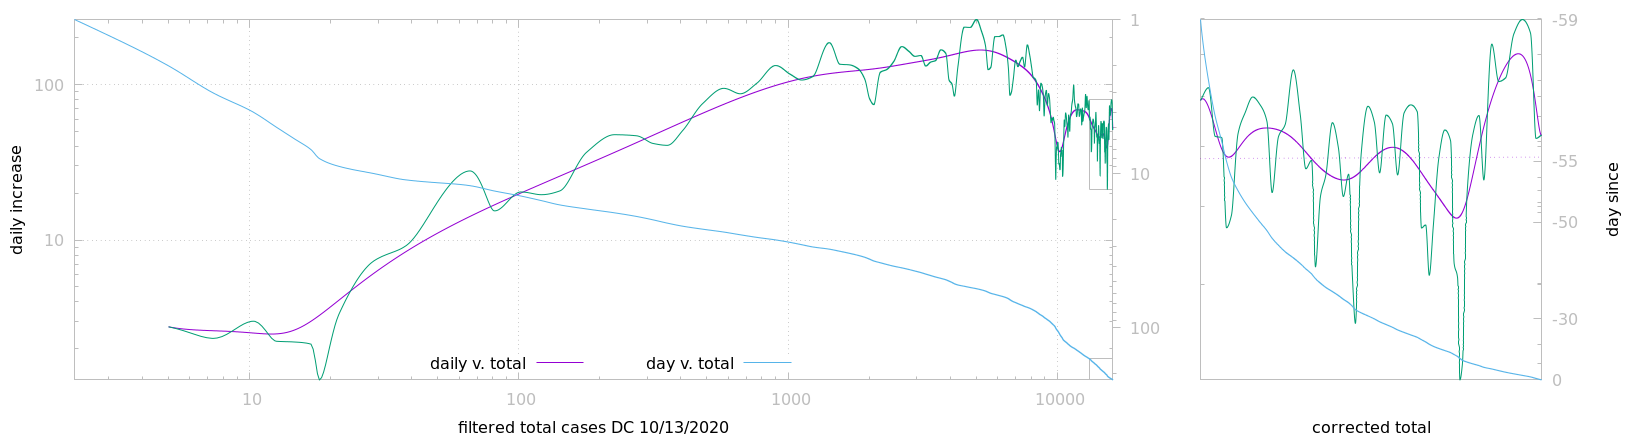 daily increase
100
10
daily v. total
day v. total
10
100
1000
10000
filtered total cases DC 10/13/2020
1
10
100
-59
-55
-50
-30
0
day since
corrected total